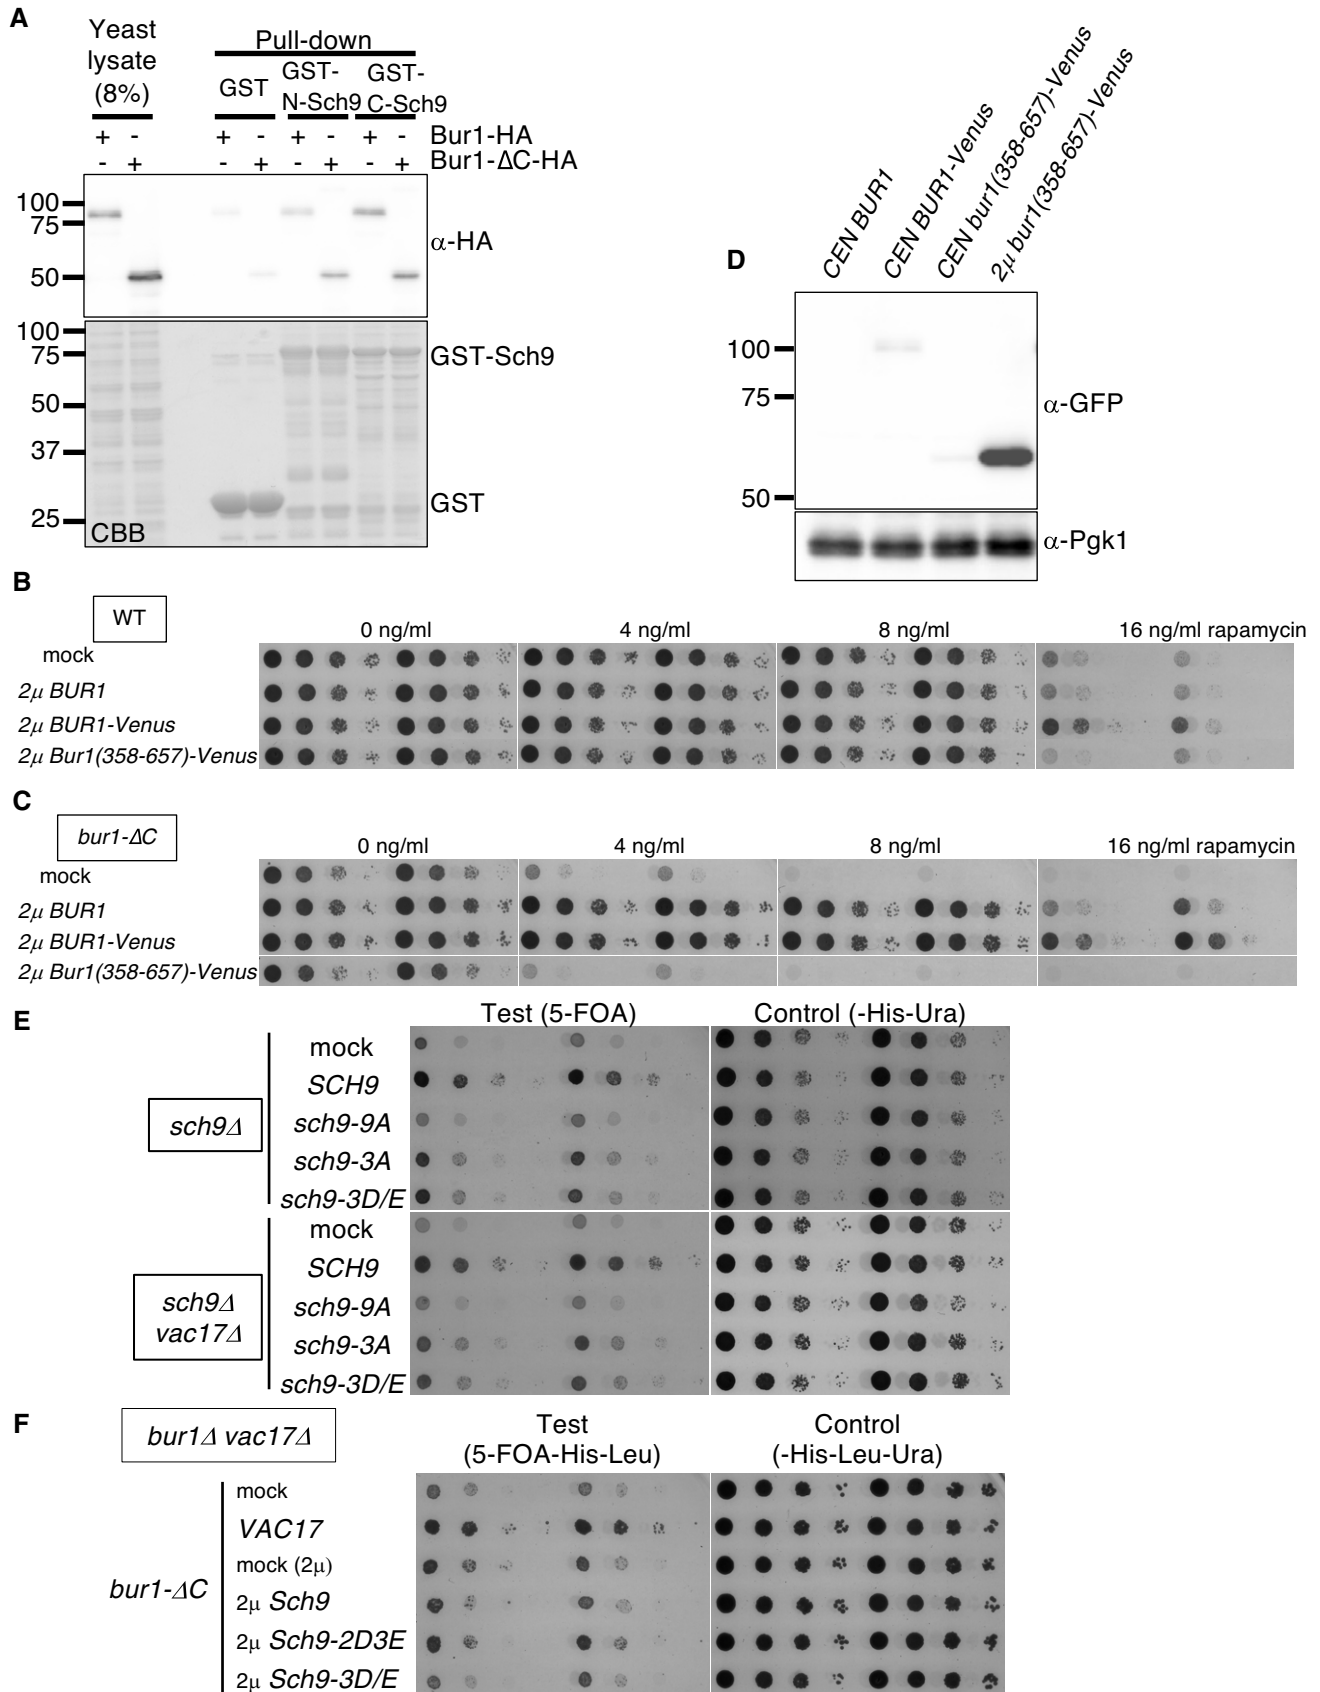 A
Yeast lysate (8%)
Pull-down
GST
GST-N-Sch9
GST-C-Sch9
+ - + - + - + - Bur1-HA
- + - + - + - + Bur1-ΔC-HA
100
75
50
α-HA
100
75
50
37
25
GST-Sch9
GST
CBB
D
CEN BUR1
CEN BUR1-Venus
CEN bur1(358-657)-Venus
2μ bur1(358-657)-Venus
100
75
50
α-GFP
α-Pgk1
B
WT
0 ng/ml 4 ng/ml 8 ng/ml 16 ng/ml rapamycin
mock
2μ BUR1
2μ BUR1-Venus
2μ Bur1(358-657)-Venus
C
bur1-ΔC
0 ng/ml 4 ng/ml 8 ng/ml 16 ng/ml rapamycin
mock
2μ BUR1
2μ BUR1-Venus
2μ Bur1(358-657)-Venus
E
Test (5-FOA) Control (-His-Ura)
sch9Δ
mock
SCH9
sch9-9A
sch9-3A
sch9-3D/E
sch9Δ
vac17Δ
mock
SCH9
sch9-9A
sch9-3A
sch9-3D/E
F
bur1Δ vac17Δ
Test
(5-FOA-His-Leu)
Control
(-His-Leu-Ura)
bur1-ΔC
mock
VAC17
mock (2μ)
2μ Sch9
2μ Sch9-2D3E
2μ Sch9-3D/E